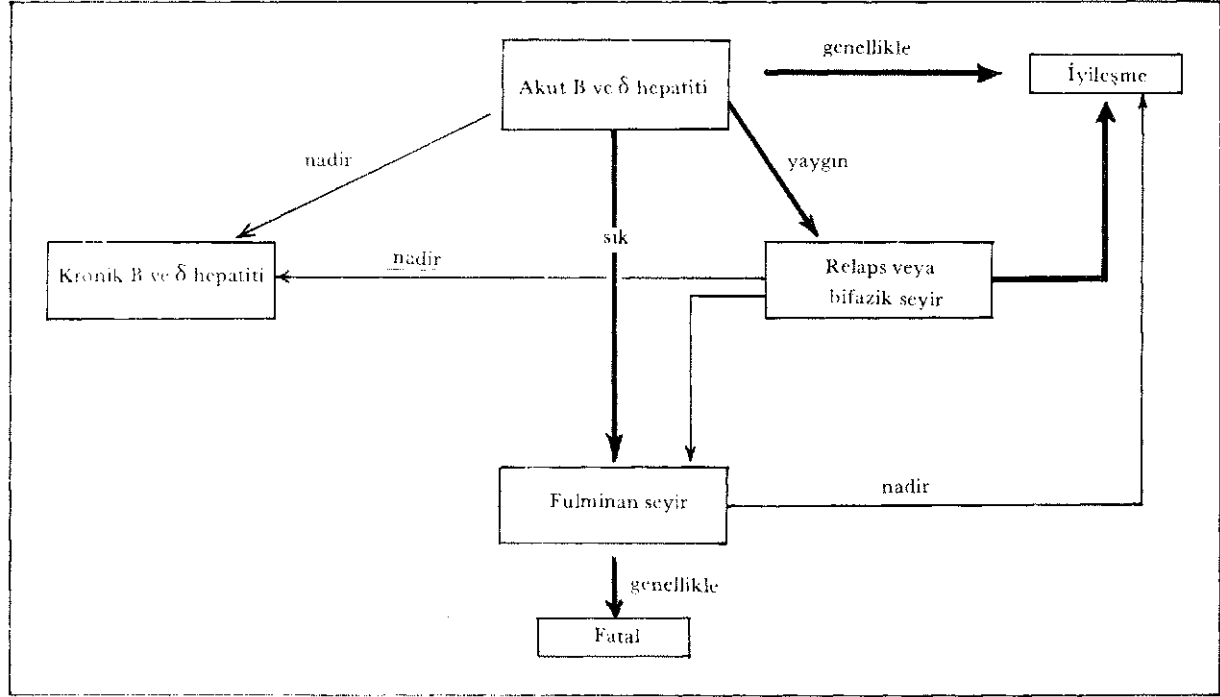 genellikle
Akut B ve δ hepatiti
İyileşme
nadir
yaygın
sık
nadir
Kronik B ve δ hepatiti
Relaps veya
bifazik seyir
Fulminan seyir
nadir
genellikle
Fatal